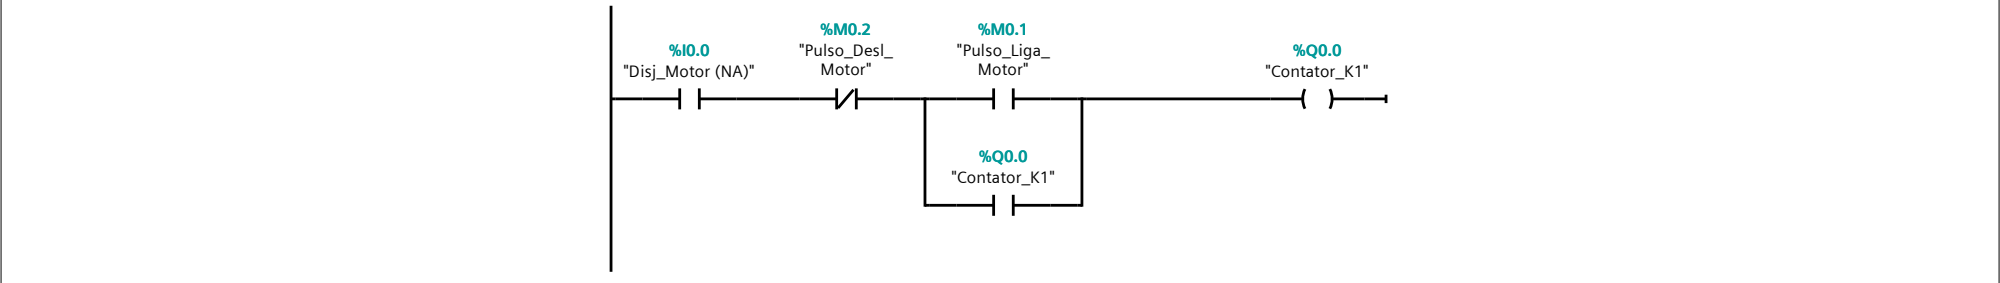 %I0.0
"Disj_Motor (NA)"
%M0.2
"Pulso_Desl_
Motor"
%M0.1
"Pulso_Liga_
Motor"
%Q0.0
"Contator_K1"
%Q0.0
"Contator_K1"